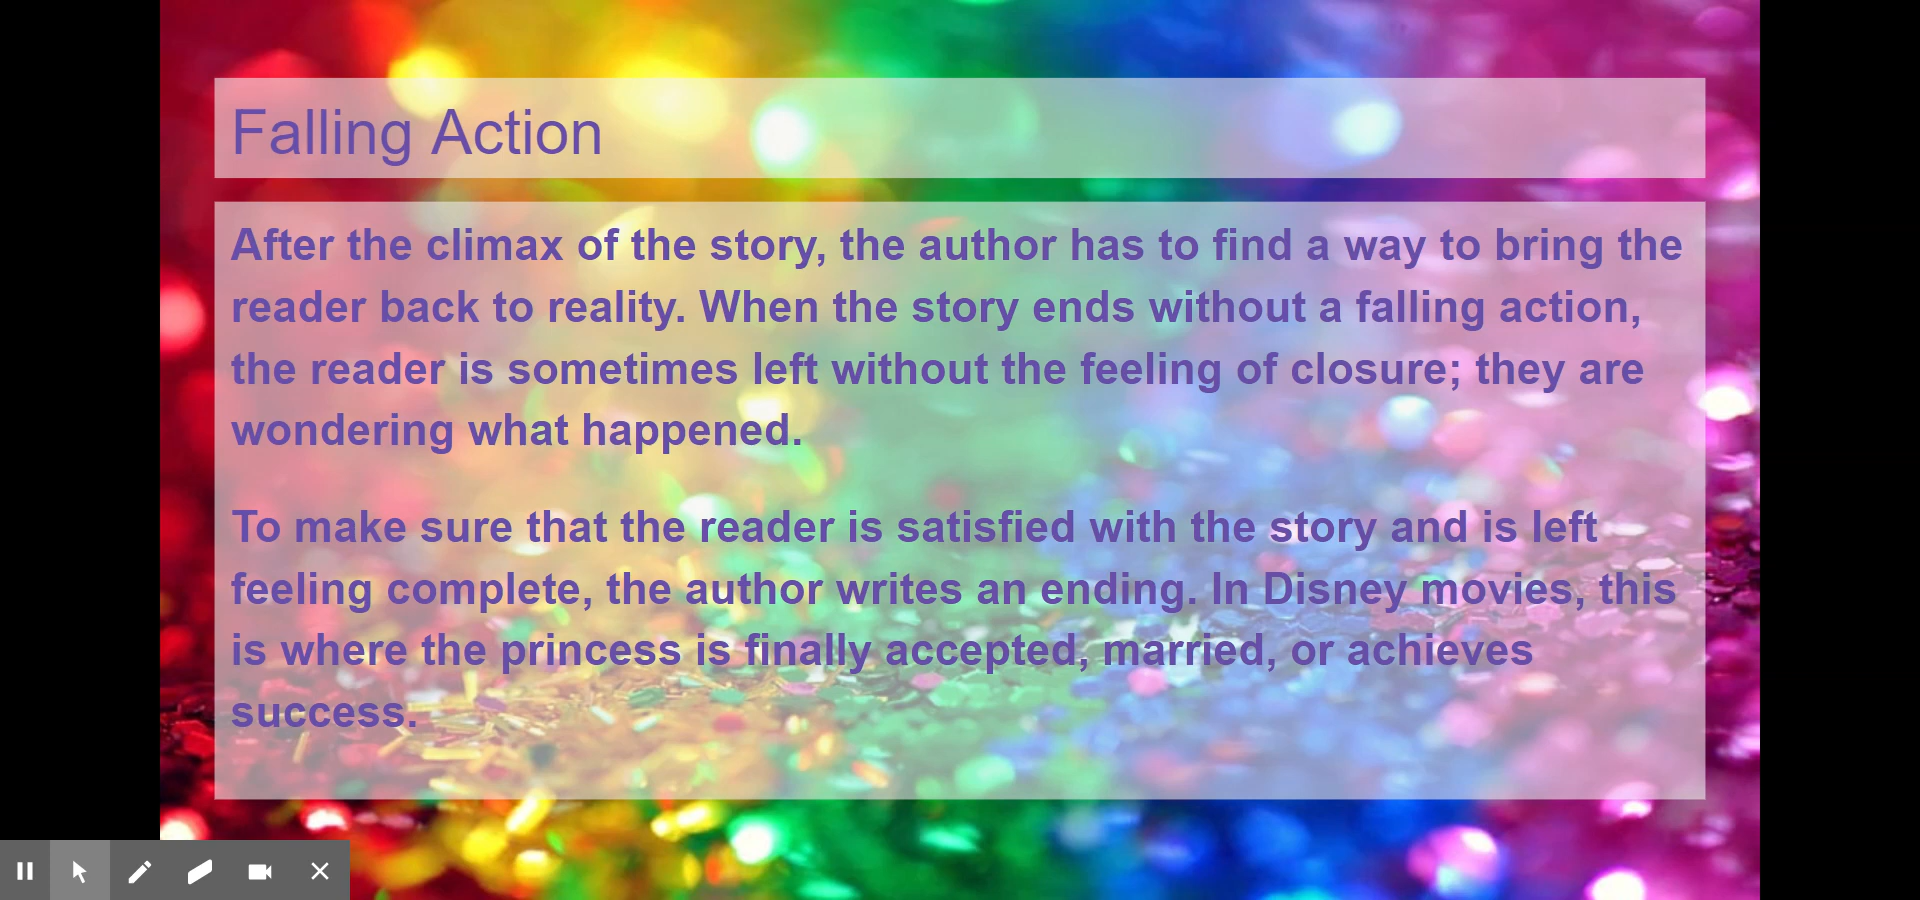 Falling Action
After the climax of the story, the author has to find a way to bring the
reader back to reality. When the story ends without a falling action,
the reader is sometimes left without the feeling of closure; they are
wondering what happened.
To make sure that the reader is satisfied with the story and is left
feeling complete, the author writes an ending. In Disney movies, this
is where the princess is finally accepted, married, or achieves
success.